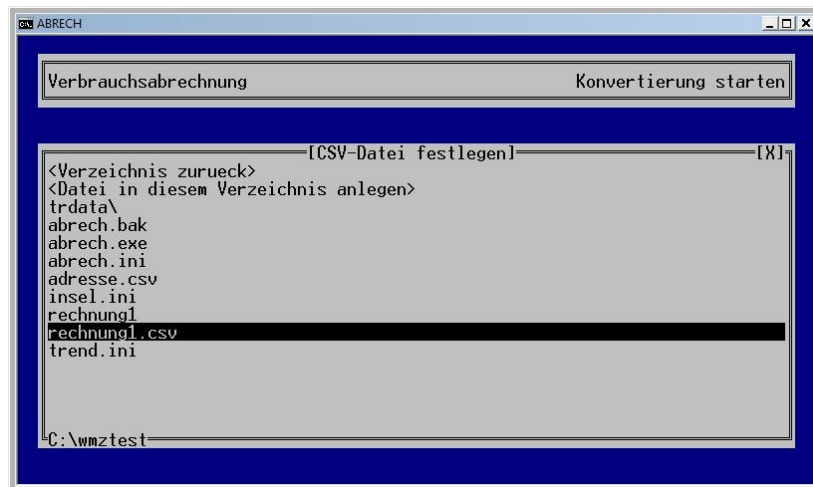 ABRECH
Verbrauchsabrechnung Konvertierung starten
[CSV-Datei festlegen] [X]
<Verzeichnis zurueck>
<Datei in diesem Verzeichnis anlegen>
trdata\
abrech.bak
abrech.exe
abrech.ini
adresse.csv
insel.ini
rechnung1
rechnung1.csv
trend.ini
C:\wmztest